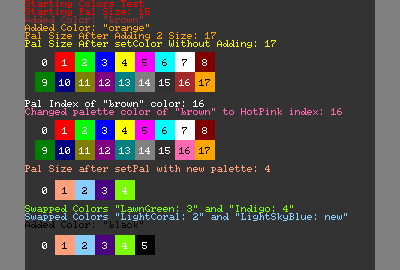 Starting Colors Test
Starting Pal Size: 15
Added Color: "brown"
Added Color: "orange"
Pal Size After Adding 2 Size: 17
Pal Size After setColor Without Adding: 17
0 1 2 3 4 5 6 7 8
9 10 11 12 13 14 15 16 17
Pal Index of "brown" color: 16
Changed palette color of "brown" to HotPink index: 16
0 1 2 3 4 5 6 7 8
9 10 11 12 13 14 15 16 17
Pal Size after setPal with new palette: 4
0 1 2 3 4
Swapped Colors "LawnGreen: 3" and "Indigo: 4"
Swapped Colors "LightCoral: 2" and "LightSkyBlue: new"
Added Color: "black"
0 1 2 3 4 5